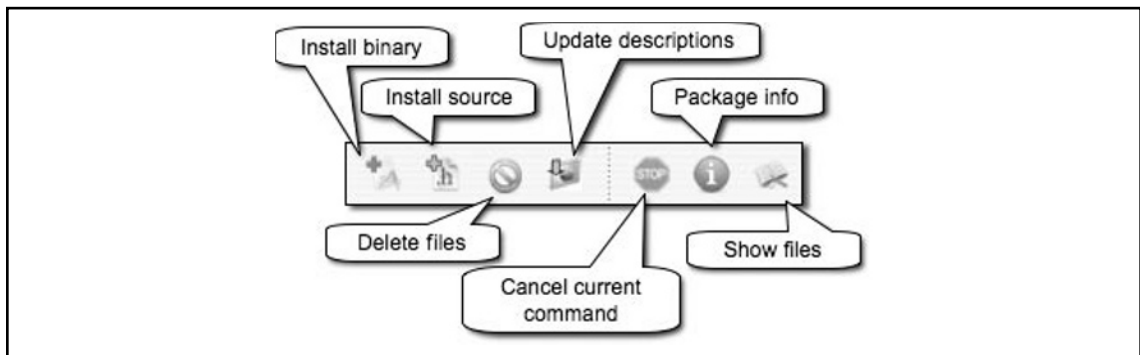 Install binary
Update descriptions
Install source
Package info
.h
STOP
i
Delete files
Show files
Cancel current
command